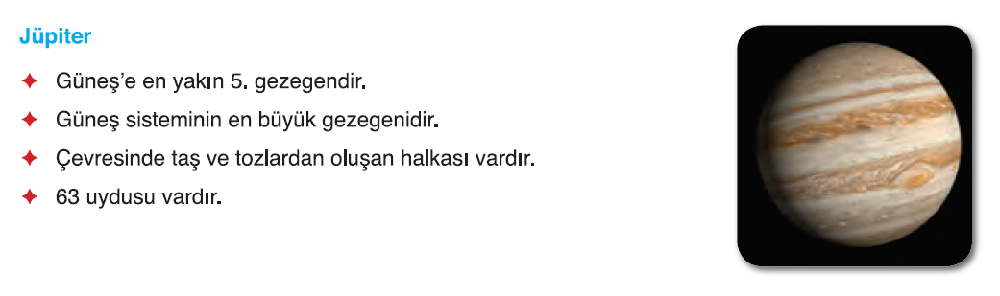 Jüpiter
Güneş'e en yakın 5. gezegendir.
Güneş sisteminin en büyük gezegenidir.
Çevresinde taş ve tozlardan oluşan halkası vardır.
63 uydusu vardır.